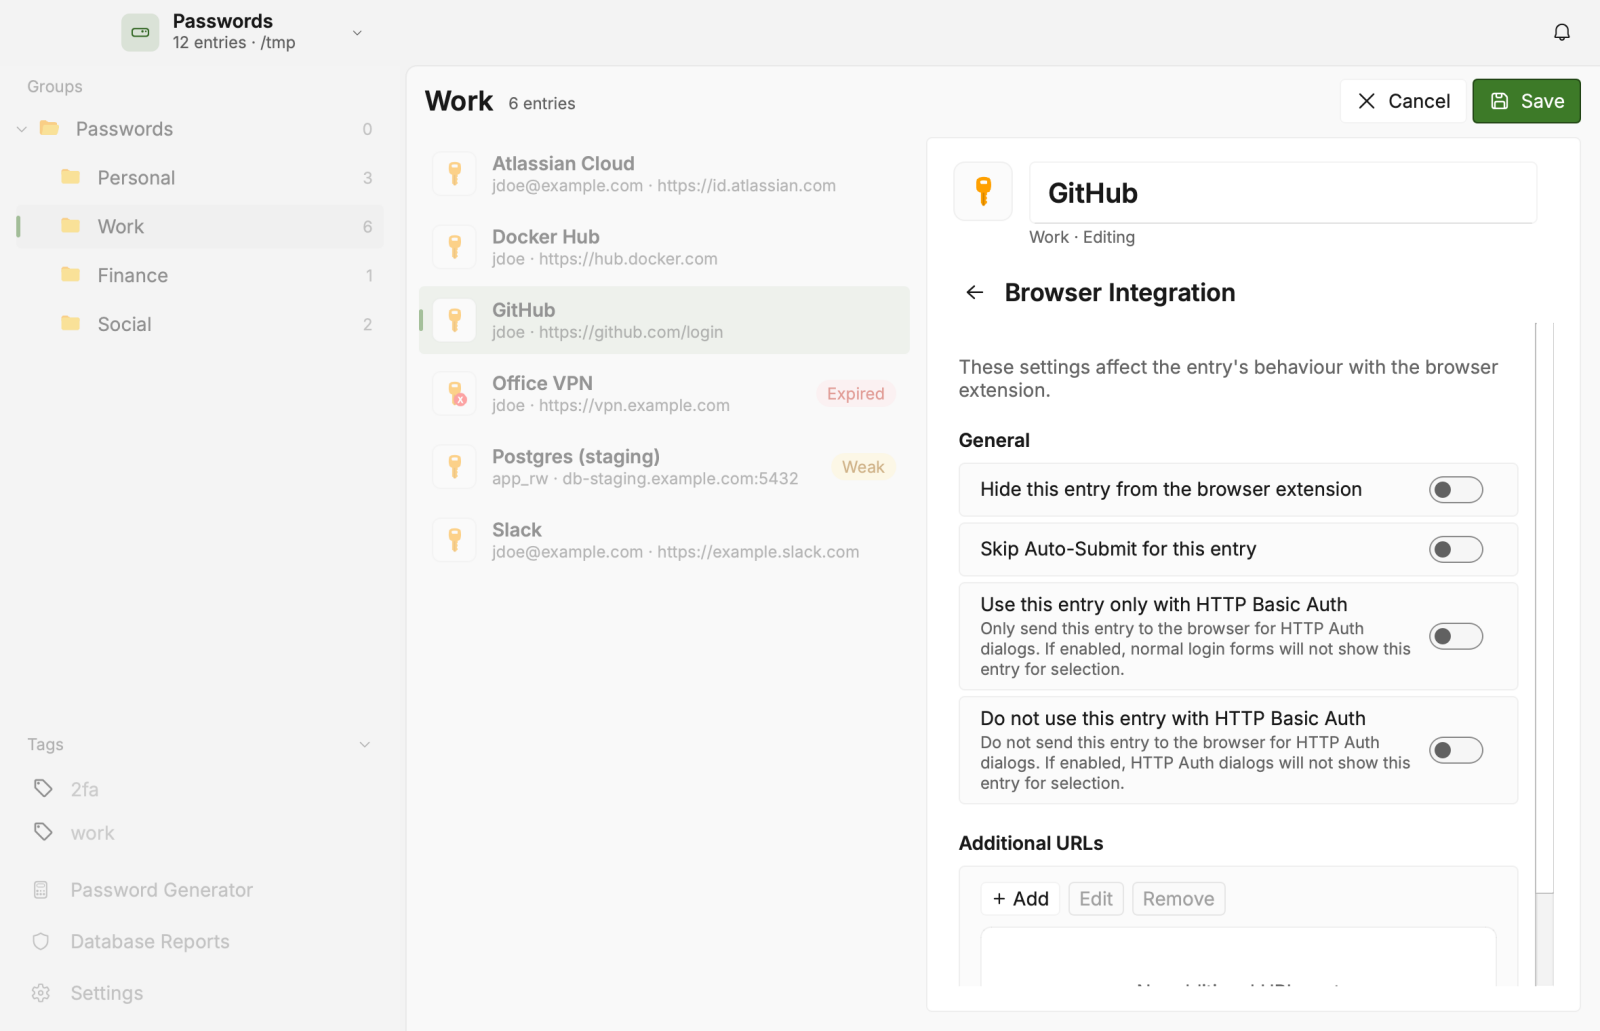 Passwords
12 entries · /tmp
Groups
Passwords 0
Personal 3
Work 6
Finance 1
Social 2
Tags
2fa
work
Password Generator
Database Reports
Settings
Work 6 entries
Cancel
Save
Atlassian Cloud
jdoe@example.com · https://id.atlassian.com
Docker Hub
jdoe · https://hub.docker.com
GitHub
jdoe · https://github.com/login
Office VPN
jdoe · https://vpn.example.com
Expired
Postgres (staging)
app_rw · db-staging.example.com:5432
Weak
Slack
jdoe@example.com · https://example.slack.com
GitHub
Work · Editing
Browser Integration
These settings affect the entry's behaviour with the browser
extension.
General
Hide this entry from the browser extension
Skip Auto-Submit for this entry
Use this entry only with HTTP Basic Auth
Only send this entry to the browser for HTTP Auth
dialogs. If enabled, normal login forms will not show this
entry for selection.
Do not use this entry with HTTP Basic Auth
Do not send this entry to the browser for HTTP Auth
dialogs. If enabled, HTTP Auth dialogs will not show this
entry for selection.
Additional URLs
+ Add
Edit
Remove